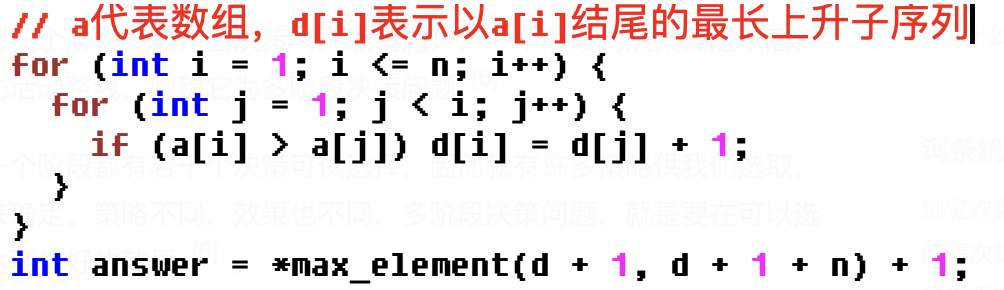 // a代表数组，d[i]表示以a[i]结尾的最长上升子序列
for (int i = 1; i <= n; i++) {
for (int j = 1; j < i; j++) {
if (a[i] > a[j]) d[i] = d[j] + 1;
}
}
int answer = *max_element(d + 1, d + 1 + n) + 1;